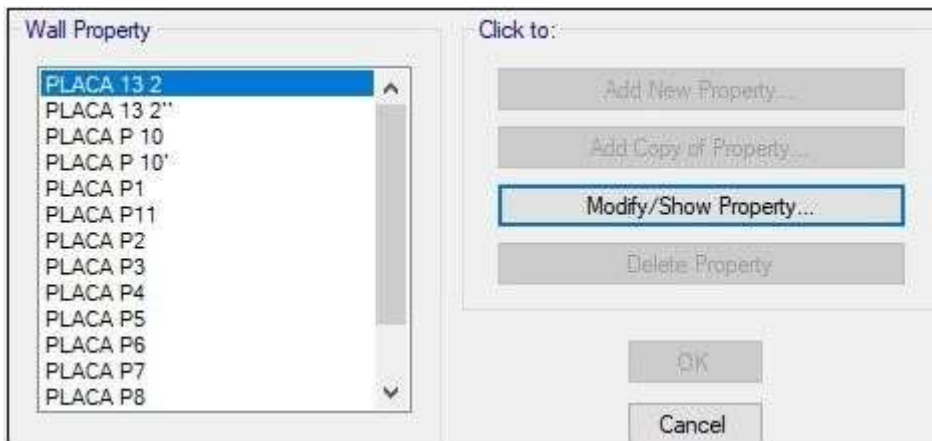 Wall Property
PLACA 13 2
PLACA 13 2''
PLACA P 10
PLACA P 10'
PLACA P1
PLACA P11
PLACA P2
PLACA P3
PLACA P4
PLACA P5
PLACA P6
PLACA P7
PLACA P8
Click to:
Add New Property...
Add Copy of Property...
Modify/Show Property...
Delete Property
OK
Cancel